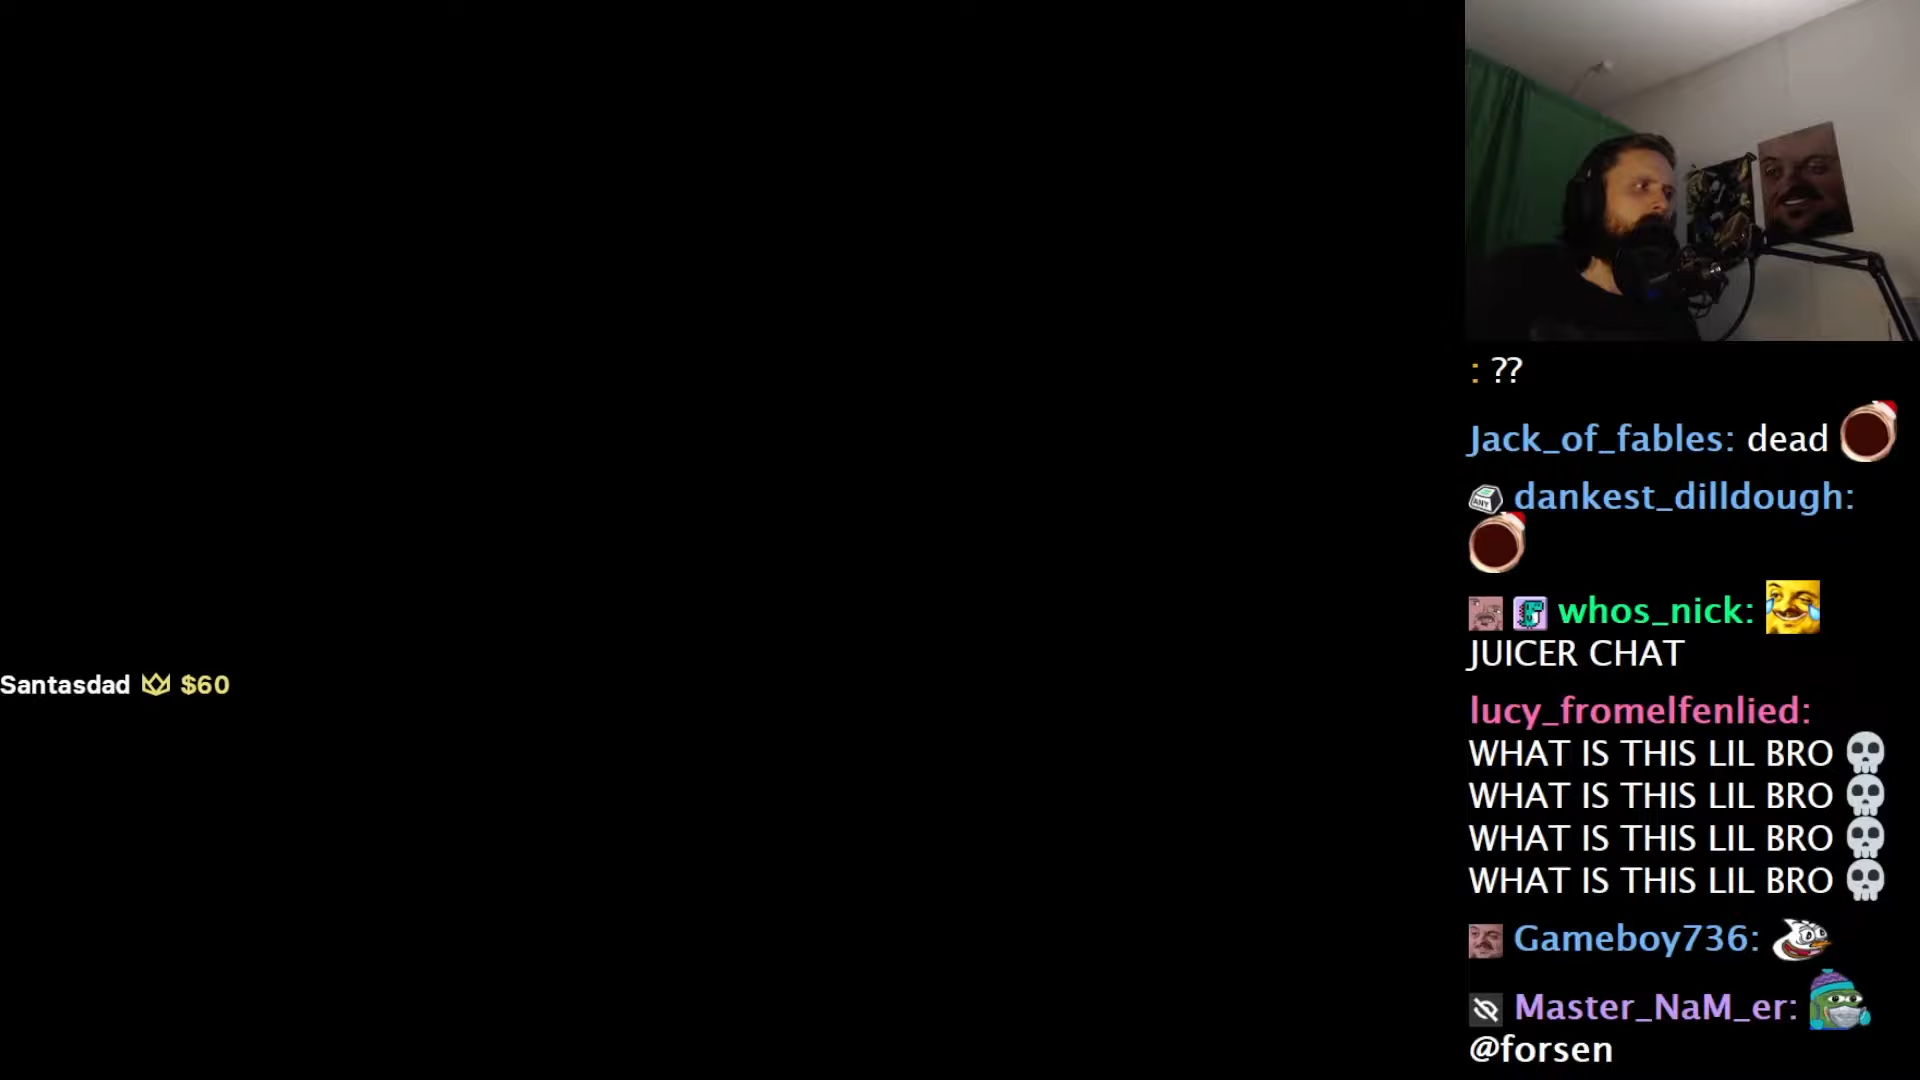 : ??
Jack_of_fables: dead
dankest_dilldough:
whos_nick:
JUICER CHAT
Santasdad $60
lucy_fromelfenlied:
WHAT IS THIS LIL BRO 💀
WHAT IS THIS LIL BRO 💀
WHAT IS THIS LIL BRO 💀
WHAT IS THIS LIL BRO 💀
Gameboy736:
Master_NaM_er:
@forsen